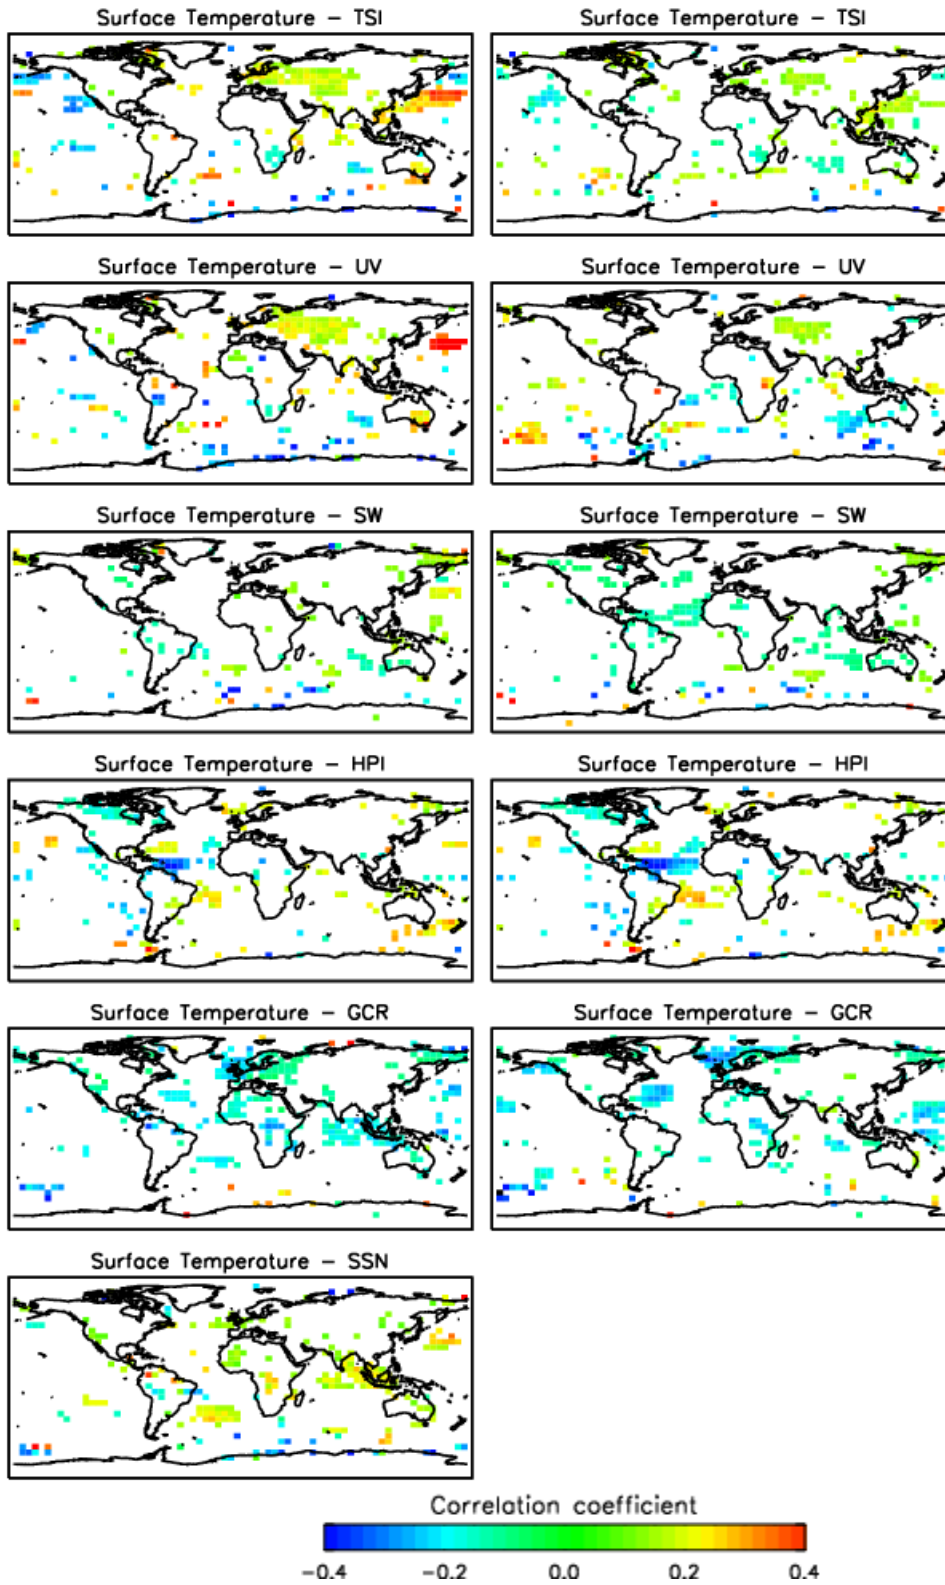 Surface Temperature – TSI
Surface Temperature – TSI
Surface Temperature – UV
Surface Temperature – UV
Surface Temperature – SW
Surface Temperature – SW
Surface Temperature – HPI
Surface Temperature – HPI
Surface Temperature – GCR
Surface Temperature – GCR
Surface Temperature – SSN
Correlation coefficient
−0.4 −0.2 0.0 0.2 0.4